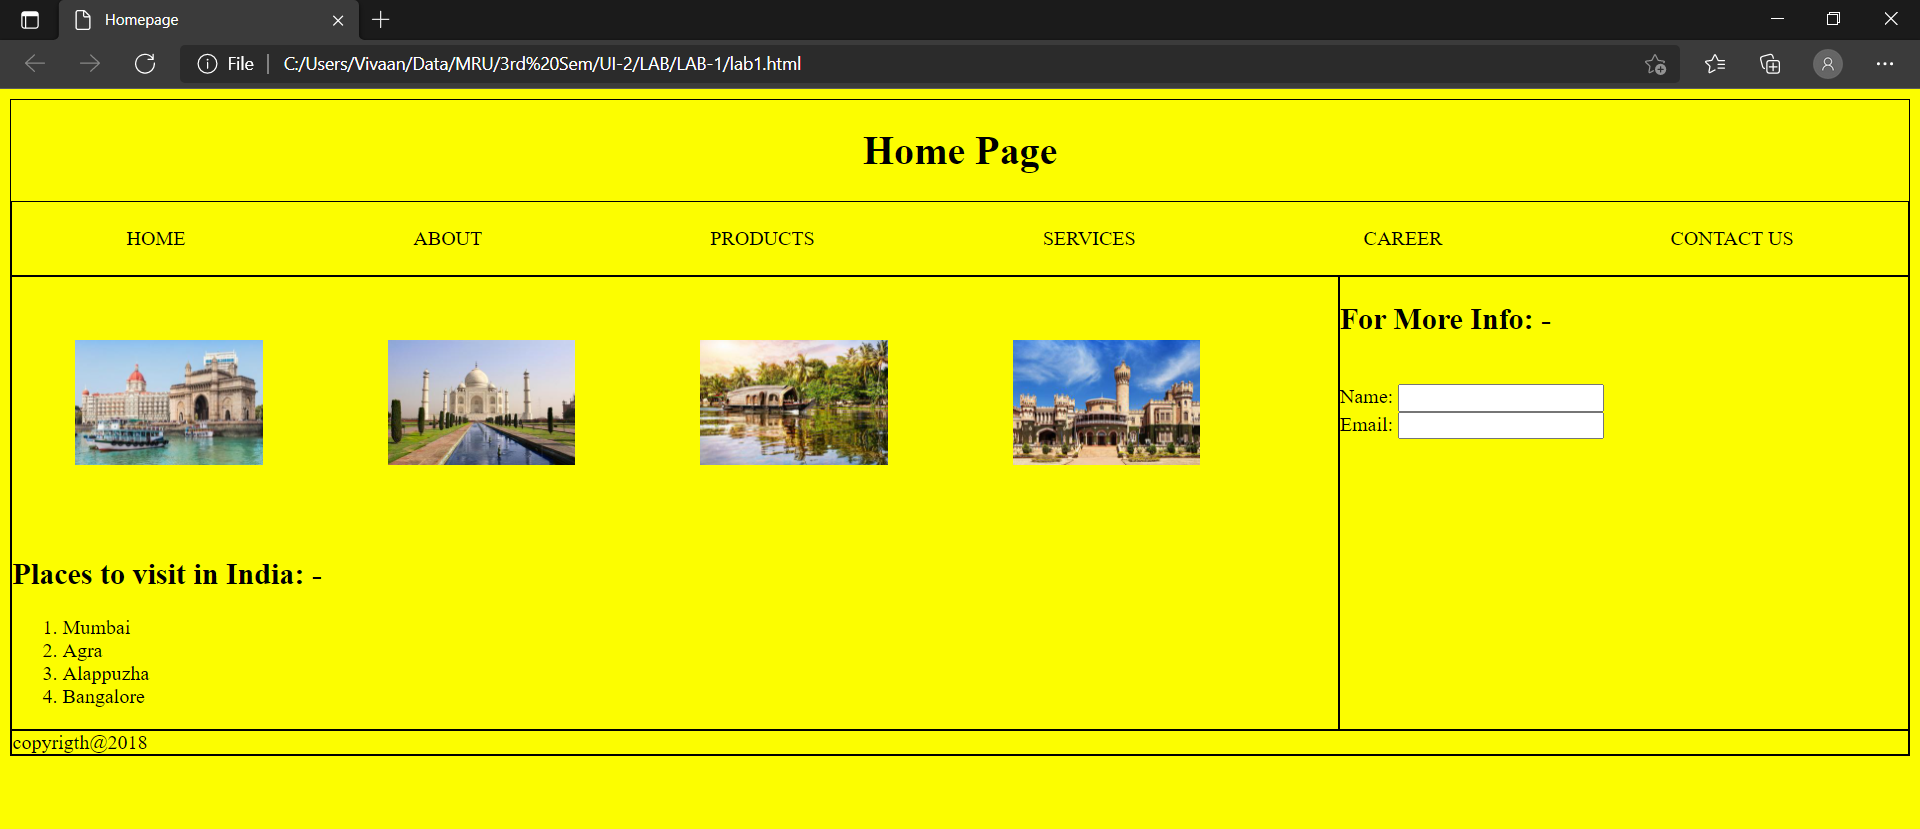 Homepage
File
C:/Users/Vivaan/Data/MRU/3rd%20Sem/UI-2/LAB/LAB-1/lab1.html
Home Page
HOME ABOUT PRODUCTS SERVICES CAREER CONTACT US
For More Info: -
Name:
Email:
Places to visit in India: -
1. Mumbai
2. Agra
3. Alappuzha
4. Bangalore
copyrigth@2018